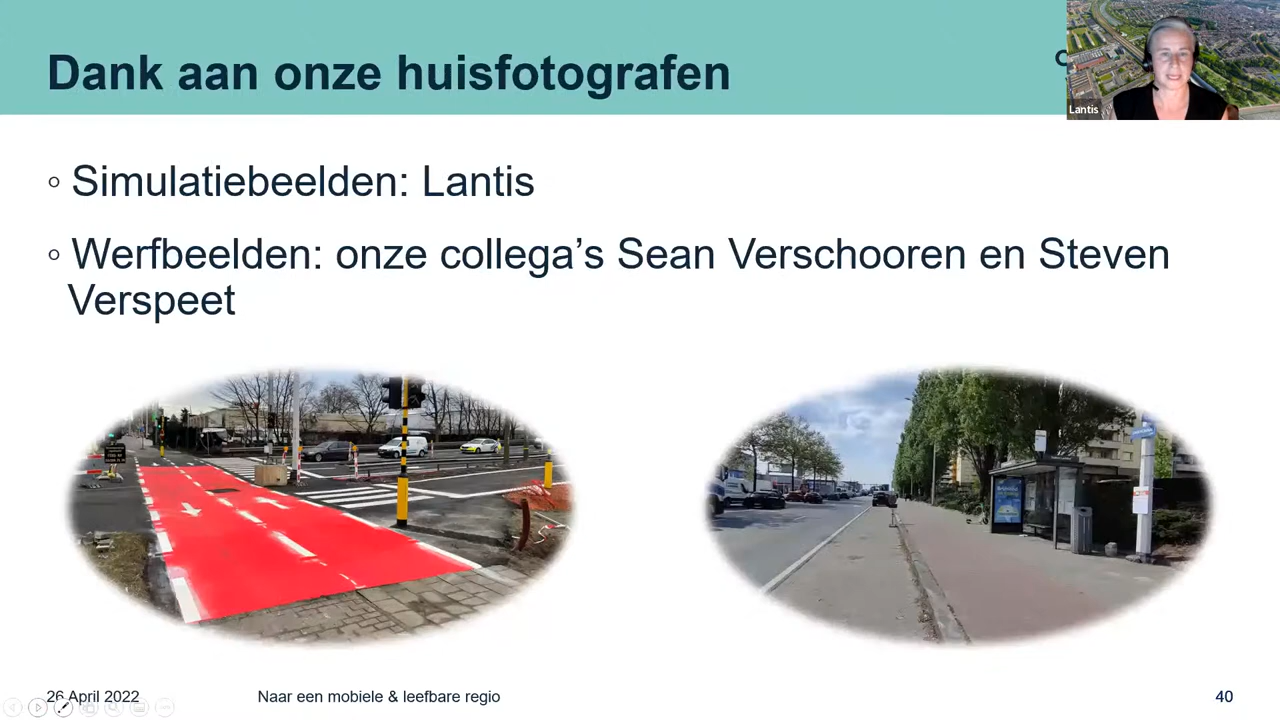 Dank aan onze huisfotografen
Lantis
◦ Simulatiebeelden: Lantis
◦ Werfbeelden: onze collega’s Sean Verschooren en Steven
Verspeet
26 April 2022
Naar een mobiele & leefbare regio
40